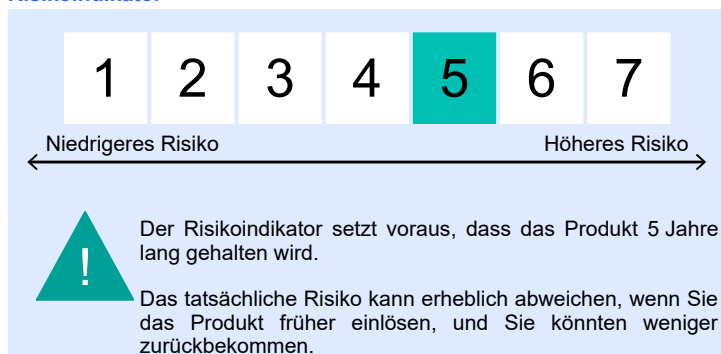 Risikoindikator
1 2 3 4 5 6 7
Niedrigeres Risiko Höheres Risiko
!
Der Risikoindikator setzt voraus, dass das Produkt 5 Jahre
lang gehalten wird.
Das tatsächliche Risiko kann erheblich abweichen, wenn Sie
das Produkt früher einlösen, und Sie könnten weniger
zurückbekommen.